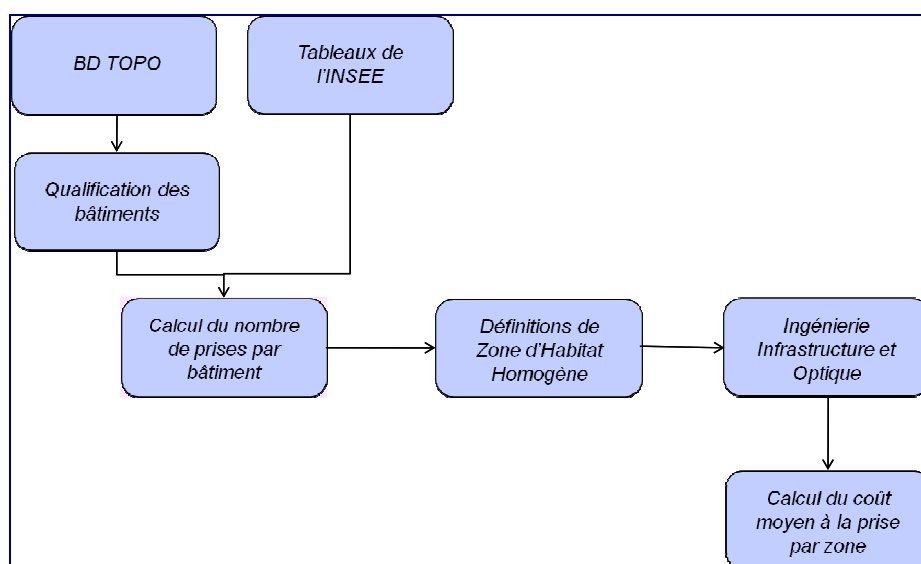 BD TOPO
Tableaux de
l'INSEE
Qualification des
bâtiments
Calcul du nombre
de prises par
bâtiment
Définitions de
Zone d'Habitat
Homogène
Ingénierie
Infrastructure et
Optique
Calcul du coût
moyen à la prise
par zone